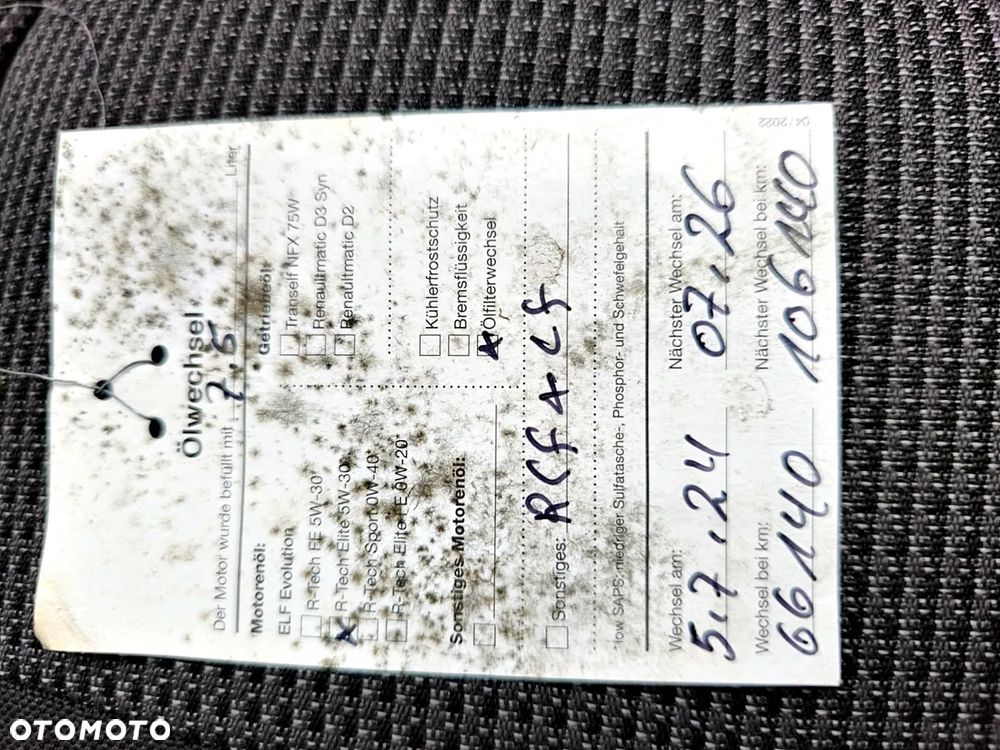 Ölwechsel
Der Motor wurde befüllt mit 7,5 Liter
Motorenöl:
ELF Evolution
R-Tech FE 5W-30*
R-Tech Elite 5W-30*
R-Tech Sport 0W-40*
R-Tech Elite FE 0W-20*
Getriebeöl:
Tranself NFX 75W
Renaultmatic D3 Syn
Renaultmatic D2
Sonstiges Motorenöl:
Kühlerfrostschutz
Bremsflüssigkeit
Ölfilterwechsel
Sonstiges:
*low SAPS: niedriger Sulfatasche-, Phosphor- und Schwefelgehalt
Wechsel am: Nächster Wechsel am:
5.7.24 07.26
Wechsel bei km: Nächster Wechsel bei km:
66140 106140
04/2022
OTOMOTO